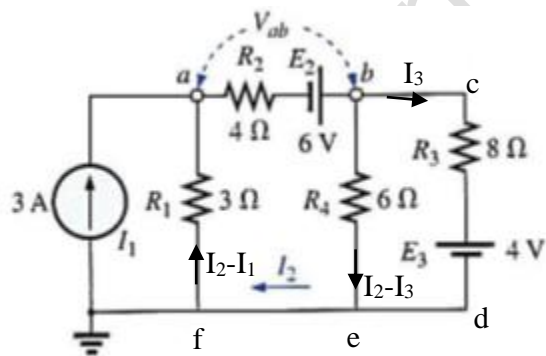 V_ab
a R₂ E₂ b I₃ c
4 Ω 6 V
R₃ 8 Ω
3 A I₁ R₁ 3 Ω R₄ 6 Ω
E₃ 4 V
I₂-I₁ I₂ I₂-I₃
f e d